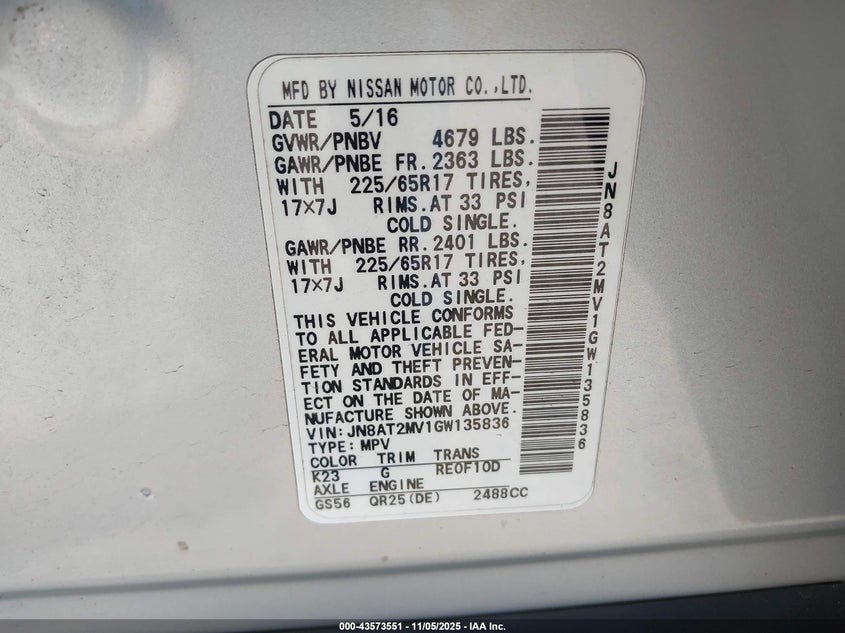 MFD BY NISSAN MOTOR CO.,LTD.
DATE 5/16
GVWR/PNBV 4679 LBS.
GAWR/PNBE FR.2363 LBS.
WITH 225/65R17 TIRES,
17×7J RIMS.AT 33 PSI
COLD SINGLE.
GAWR/PNBE RR.2401 LBS.
WITH 225/65R17 TIRES,
17×7J RIMS.AT 33 PSI
COLD SINGLE.
THIS VEHICLE CONFORMS
TO ALL APPLICABLE FED-
ERAL MOTOR VEHICLE SA-
FETY AND THEFT PREVEN-
TION STANDARDS IN EFF-
ECT ON THE DATE OF MA-
NUFACTURE SHOWN ABOVE.
VIN:JN8AT2MV1GW135836
TYPE:MPV
COLOR TRIM TRANS
K23 G RE0F10D
AXLE ENGINE
GS56 QR25(DE) 2488CC
JN8AT2MV1GW135836
000-43573551 | 11/05/2025 - IAA Inc.